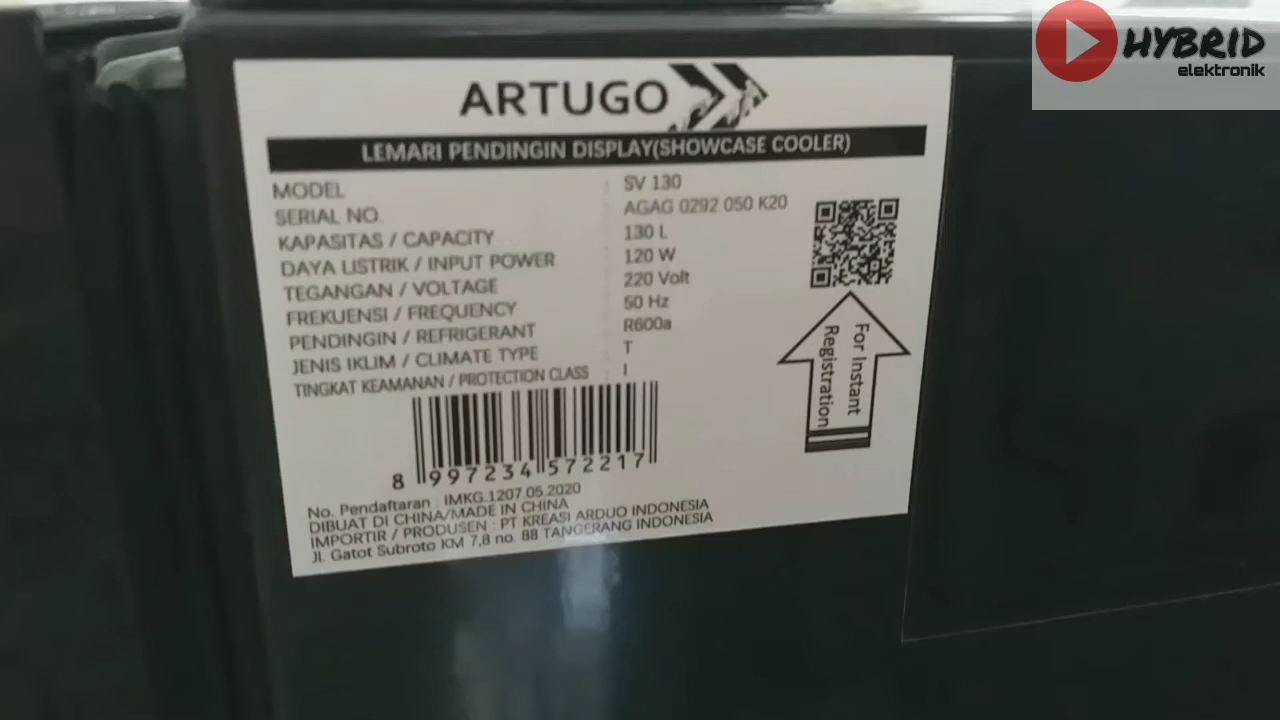 HYBRID
elektronik
ARTUGO
LEMARI PENDINGIN DISPLAY(SHOWCASE COOLER)
MODEL : SV 130
SERIAL NO. : AGAG 0292 050 K20
KAPASITAS / CAPACITY : 130 L
DAYA LISTRIK / INPUT POWER : 120 W
TEGANGAN / VOLTAGE : 220 Volt
FREKUENSI / FREQUENCY : 50 Hz
PENDINGIN / REFRIGERANT : R600a
JENIS IKLIM / CLIMATE TYPE : T
TINGKAT KEAMANAN / PROTECTION CLASS : I
For Instant
Registration
8 997234 572217
No. Pendaftaran : IMKG.1207.05.2020
DIBUAT DI CHINA/MADE IN CHINA
IMPORTIR / PRODUSEN : PT KREASI ARDUO INDONESIA
Jl. Gatot Subroto KM 7,8 no. 88 TANGERANG INDONESIA